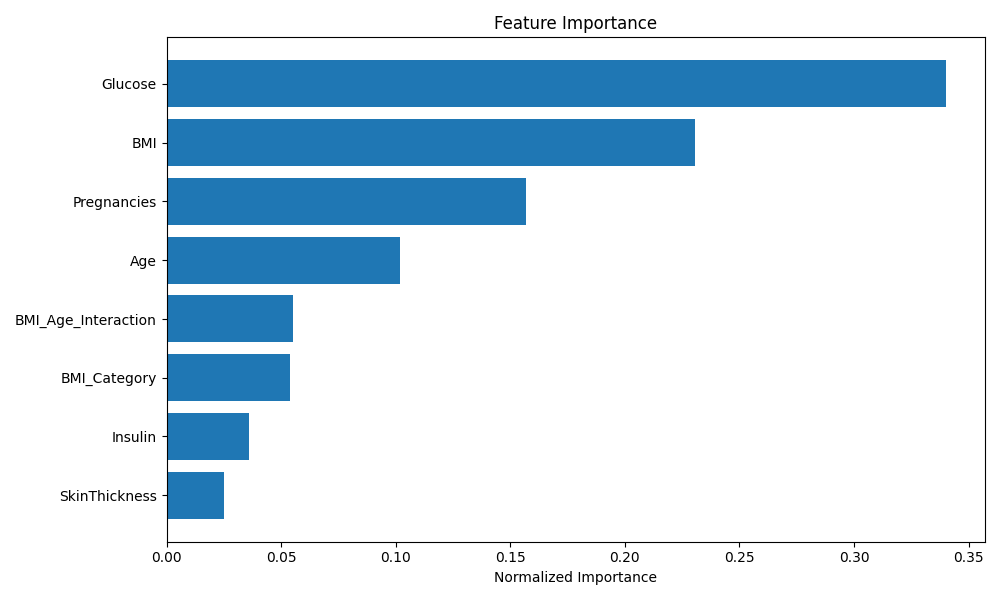 Feature Importance
Glucose
BMI
Pregnancies
Age
BMI_Age_Interaction
BMI_Category
Insulin
SkinThickness
0.00 0.05 0.10 0.15 0.20 0.25 0.30 0.35
Normalized Importance